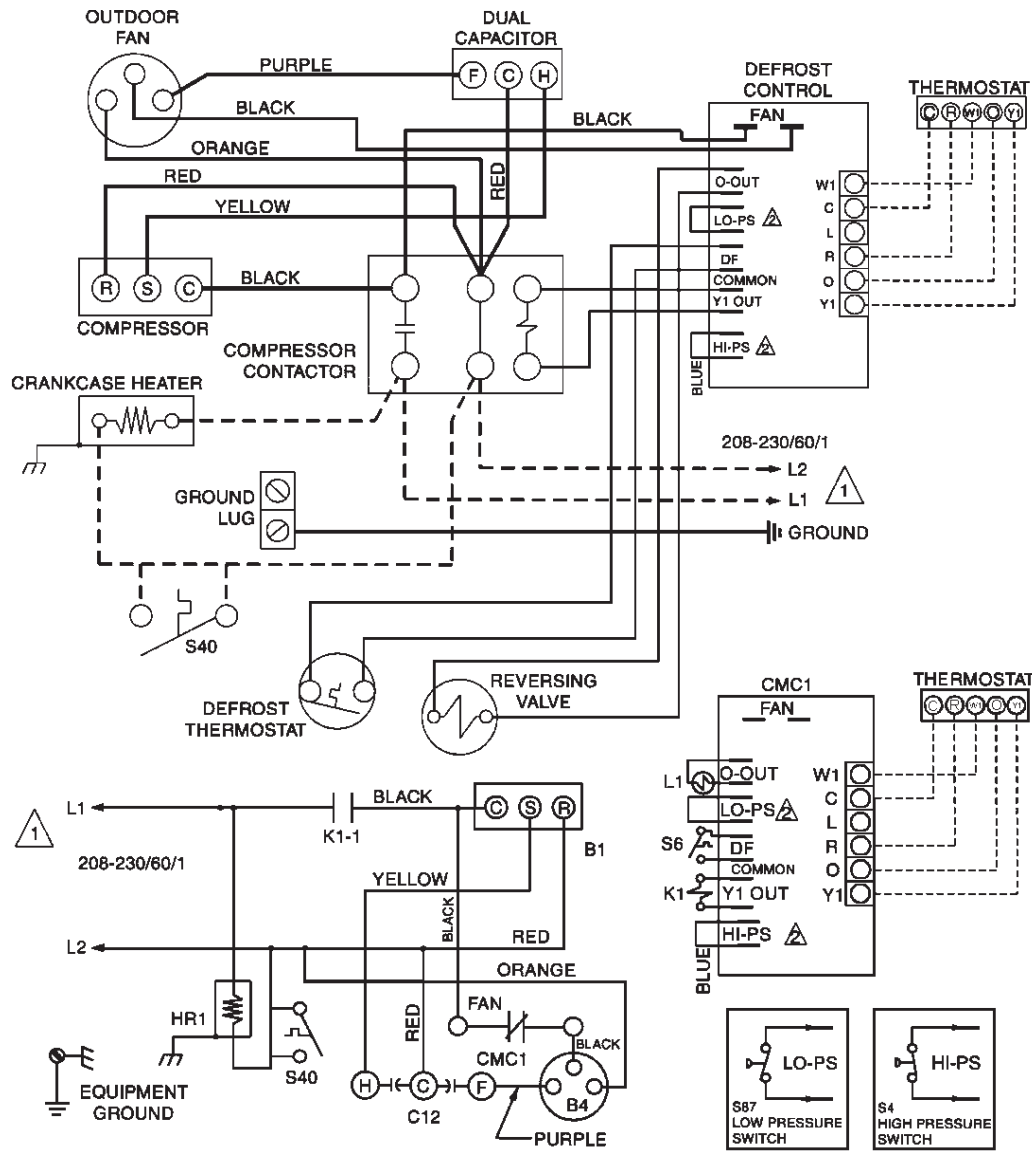 OUTDOOR
FAN
DUAL
CAPACITOR
PURPLE
F C H
BLACK
BLACK
DEFROST
CONTROL
FAN
THERMOSTAT
C R W1 O Y1
ORANGE
RED
RED
YELLOW
O-OUT
LO-PS 2
DF
COMMON
Y1 OUT
HI-PS 2
BLUE
W1
C
L
R
O
Y1
R S C
BLACK
COMPRESSOR
COMPRESSOR
CONTACTOR
CRANKCASE HEATER
208-230/60/1
L2
L1
1
GROUND
LUG
GROUND
S40
DEFROST
THERMOSTAT
REVERSING
VALVE
CMC1
FAN
THERMOSTAT
C R W1 O Y1
L1
O-OUT
LO-PS 2
S6
DF
COMMON
K1
Y1 OUT
HI-PS 2
BLUE
W1
C
L
R
O
Y1
L1
1
208-230/60/1
K1-1
BLACK
C S R
B1
YELLOW
BLACK
L2
RED
ORANGE
HR1
S40
RED
FAN
CMC1
BLACK
H C F
C12
B4
PURPLE
EQUIPMENT
GROUND
LO-PS
S87
LOW PRESSURE
SWITCH
HI-PS
S4
HIGH PRESSURE
SWITCH